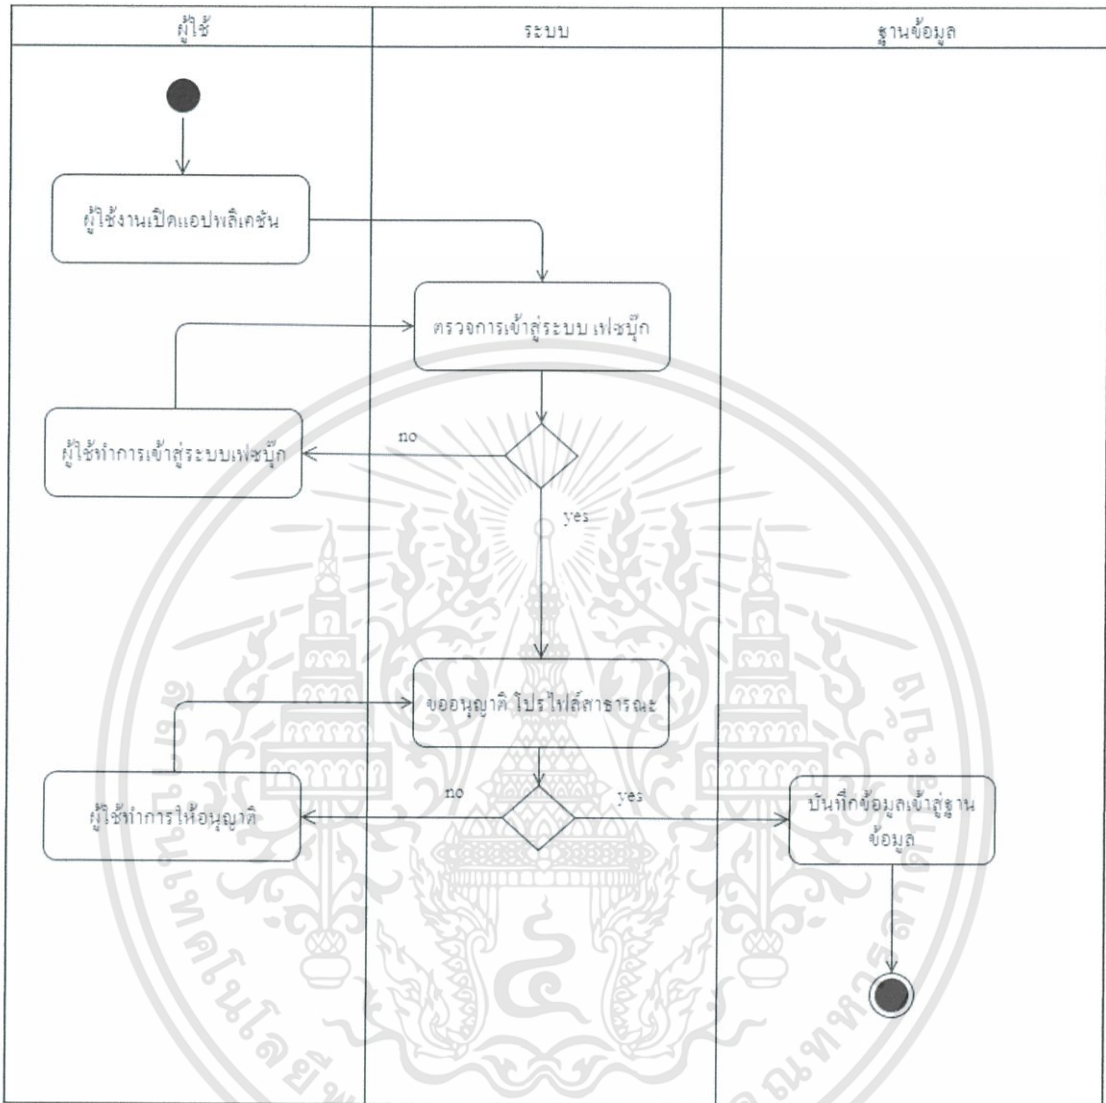 ผู้ใช้
ระบบ
ฐานข้อมูล
ผู้ใช้งานเปิดแอปพลิเคชัน
ตรวจการเข้าสู่ระบบ เฟซบุ๊ก
ผู้ใช้ทำการเข้าสู่ระบบเฟซบุ๊ก
no
yes
ขออนุญาติ โปรไฟล์สาธารณะ
ผู้ใช้ทำการให้อนุญาติ
no
yes
บันทึกข้อมูลเข้าสู่ฐาน
ข้อมูล